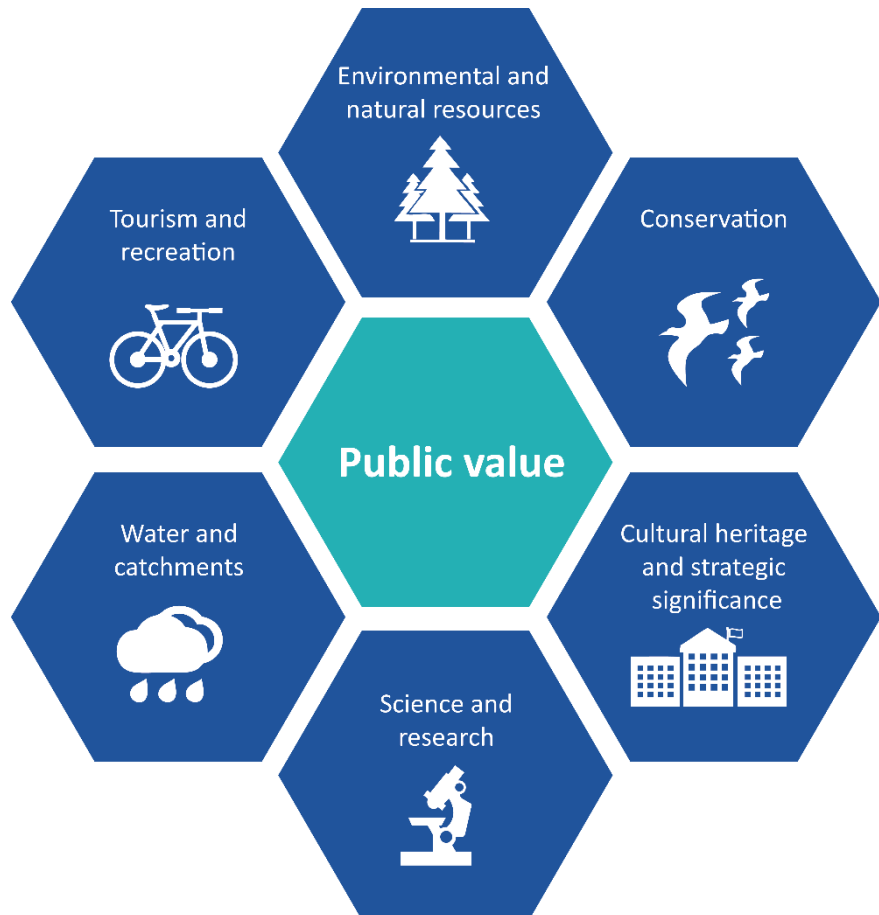 Environmental and
natural resources
Tourism and
recreation
Conservation
Public value
Water and
catchments
Cultural heritage
and strategic
significance
Science and
research